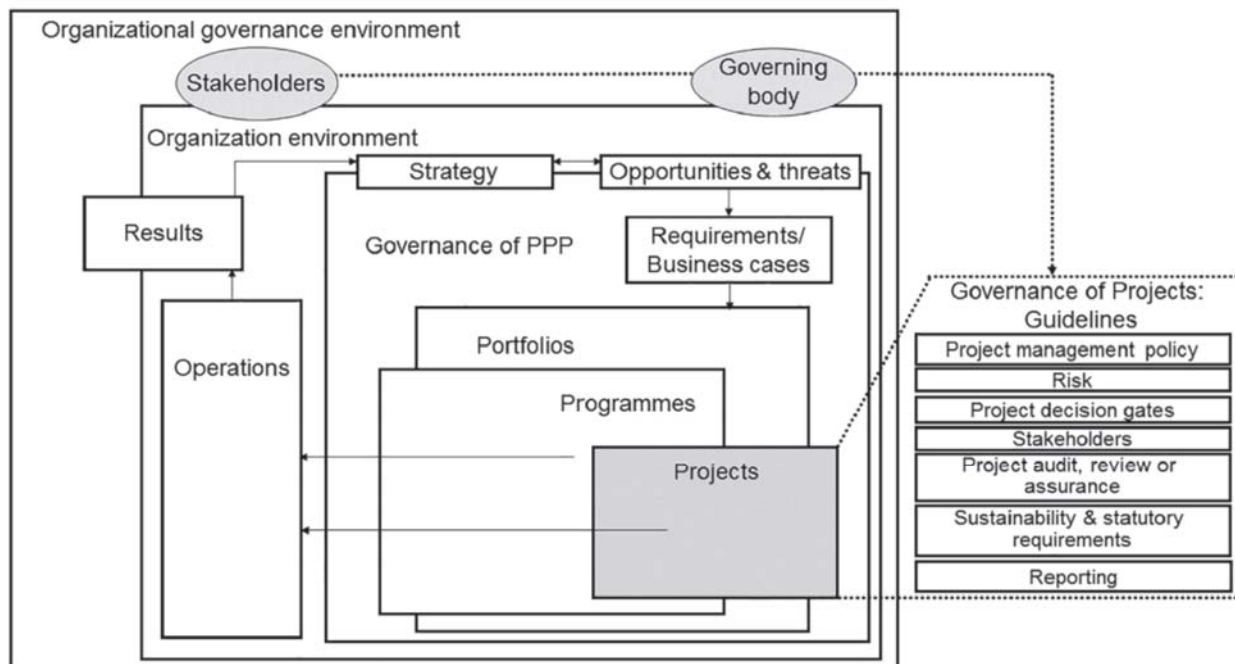 Organizational governance environment
Stakeholders
Governing
body
Organization environment
Strategy
Opportunities & threats
Results
Governance of PPP
Requirements/
Business cases
Operations
Portfolios
Programmes
Projects
Governance of Projects:
Guidelines
Project management policy
Risk
Project decision gates
Stakeholders
Project audit, review or
assurance
Sustainability & statutory
requirements
Reporting